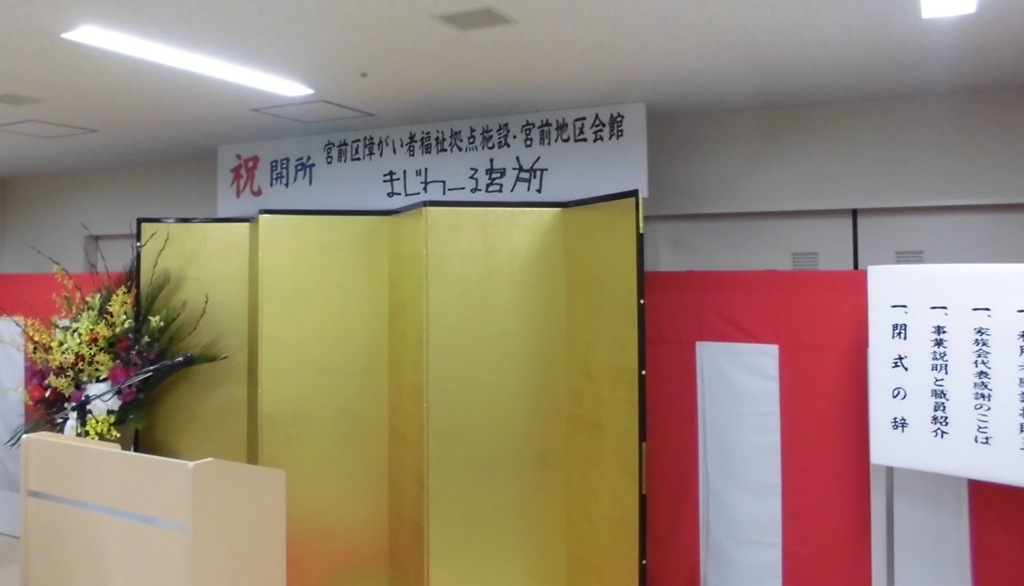 祝 開所
宮前区障がい者福祉拠点施設・宮前地区会館
まじわーる宮前
一、家族会代表感謝のことば
一、事業説明と職員紹介
一、閉式の辞